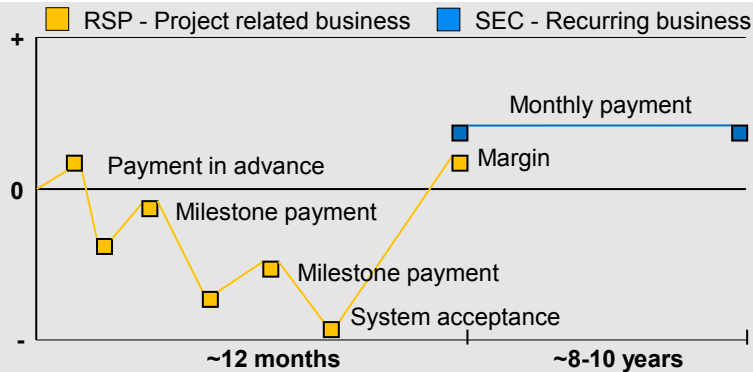 RSP - Project related business
SEC - Recurring business
+
Monthly payment
Payment in advance
Margin
0
Milestone payment
Milestone payment
System acceptance
-
~12 months
~8-10 years